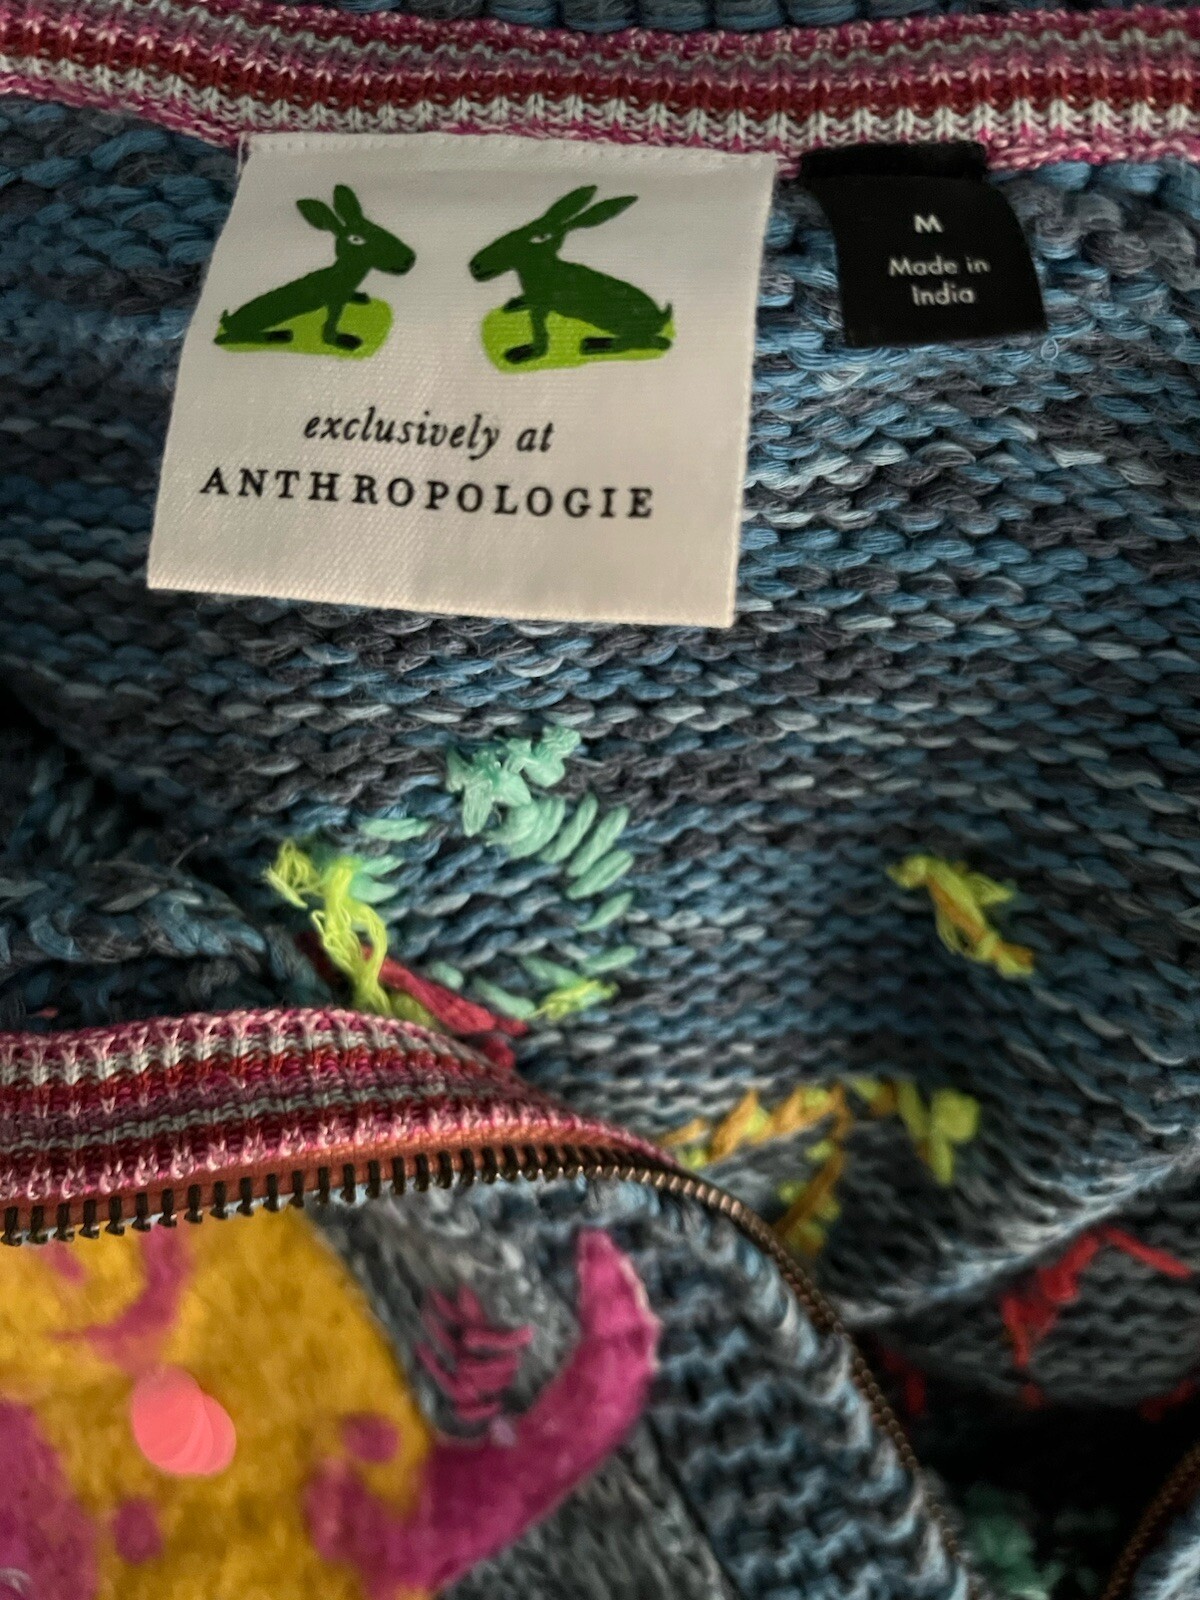 exclusively at
ANTHROPOLOGIE
M
Made in
India